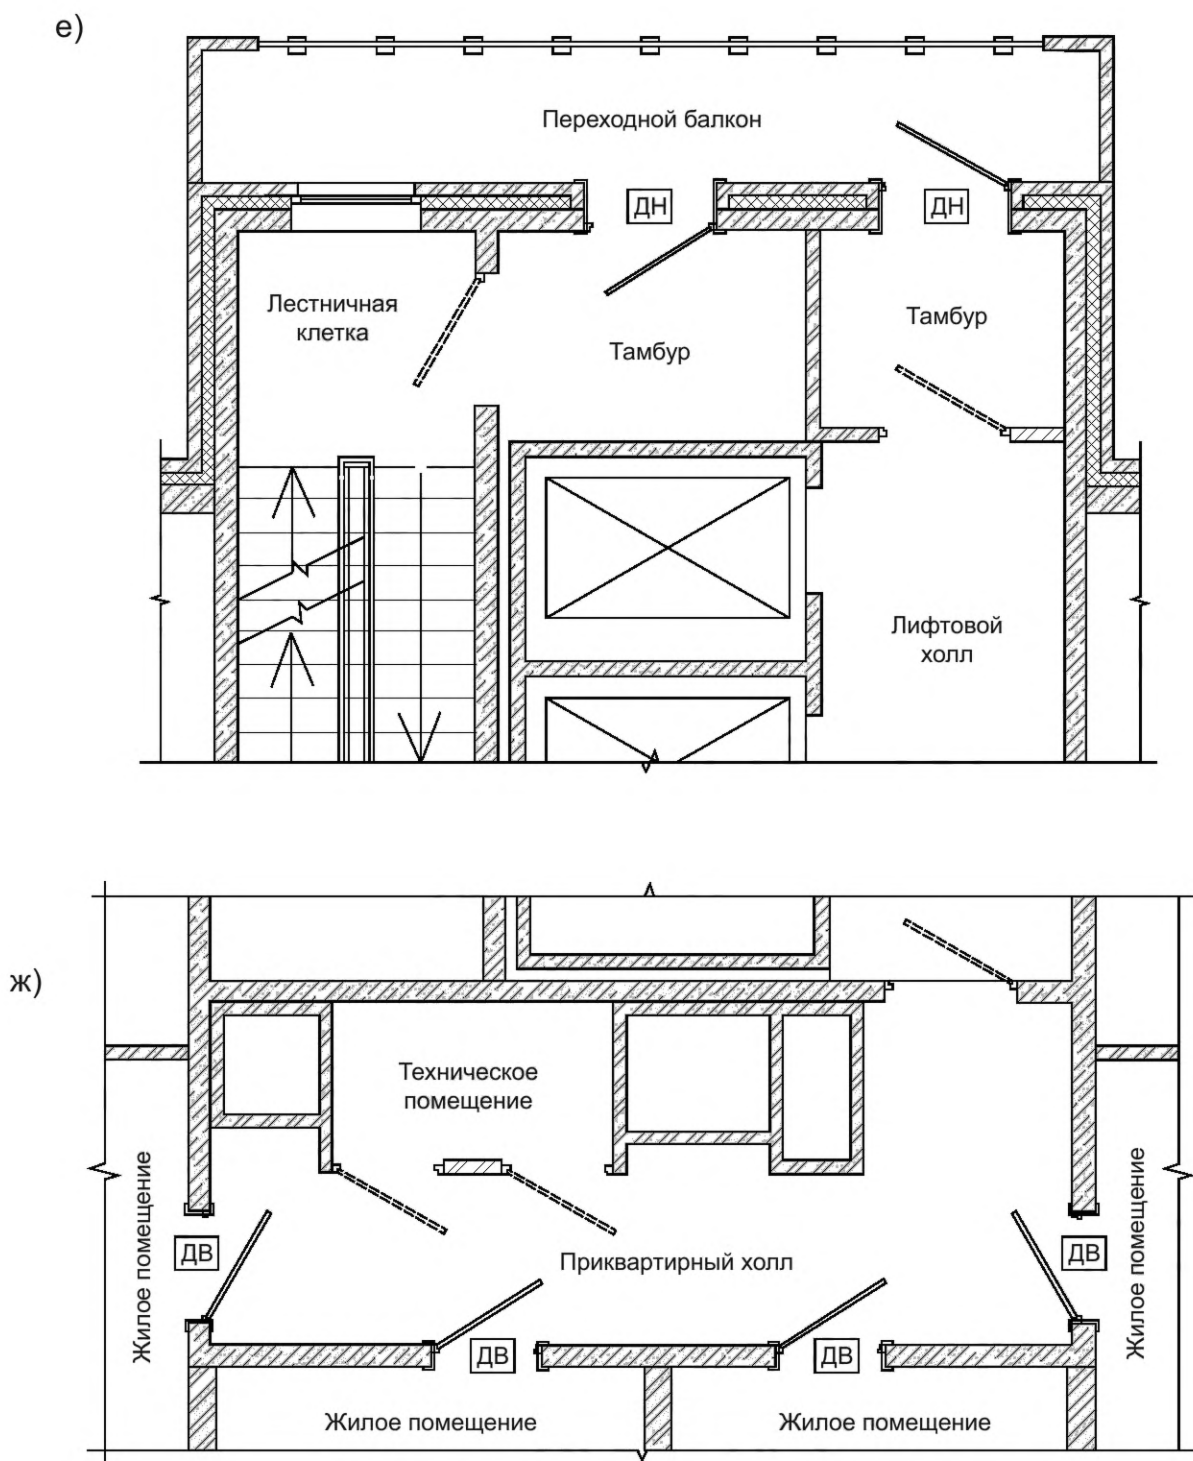 е)
Переходной балкон
ДН
ДН
Лестничная
клетка
Тамбур
Тамбур
Лифтовой
холл
ж)
Техническое
помещение
Жилое помещение
ДВ
Приквартирный холл
ДВ
Жилое помещение
ДВ
ДВ
Жилое помещение
Жилое помещение